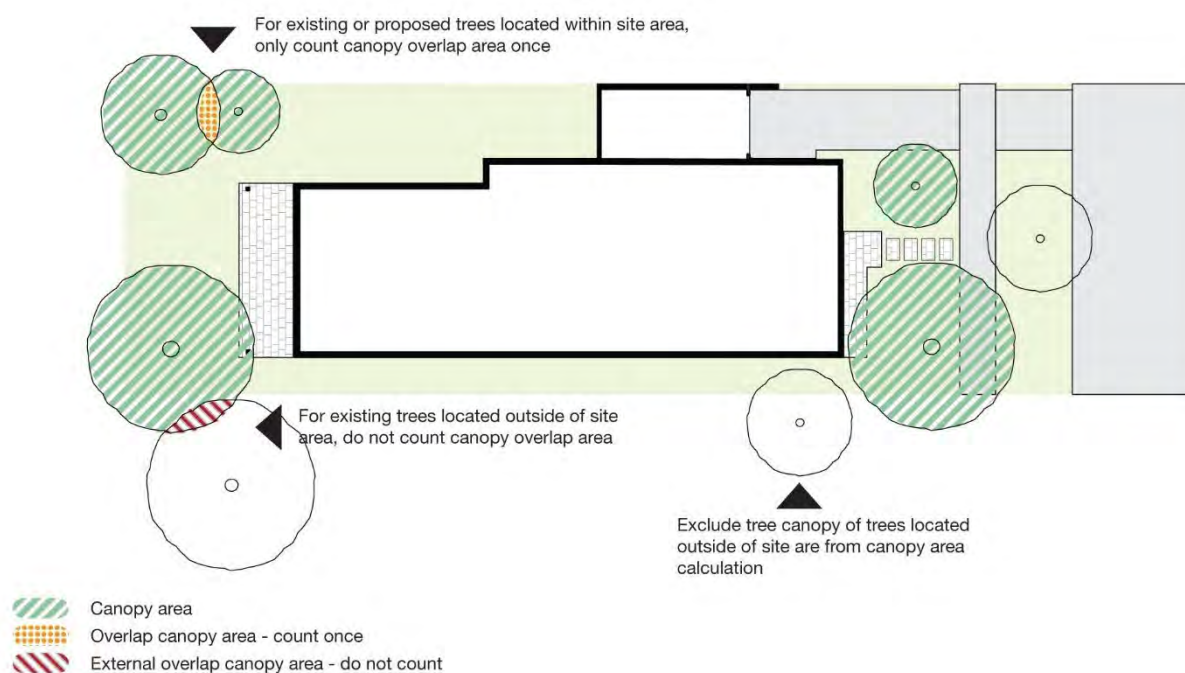 For existing or proposed trees located within site area,
only count canopy overlap area once
For existing trees located outside of site
area, do not count canopy overlap area
Exclude tree canopy of trees located
outside of site are from canopy area
calculation
Canopy area
Overlap canopy area - count once
External overlap canopy area - do not count